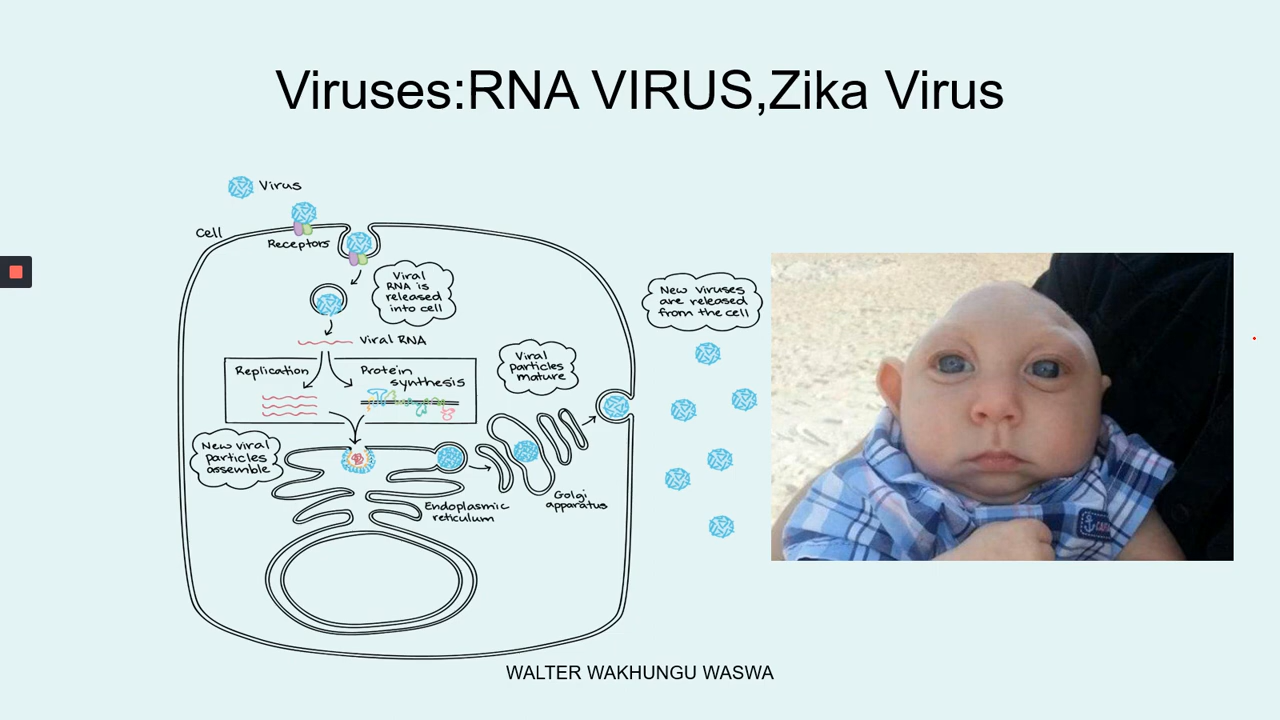 Viruses:RNA VIRUS,Zika Virus
Virus
Cell
Receptors
Viral
RNA is
released
into cell
Viral RNA
Replication
Protein
synthesis
New viral
particles
assemble
Viral
particles
mature
Endoplasmic
reticulum
Golgi
apparatus
New viruses
are released
from the cell
WALTER WAKHUNGU WASWA